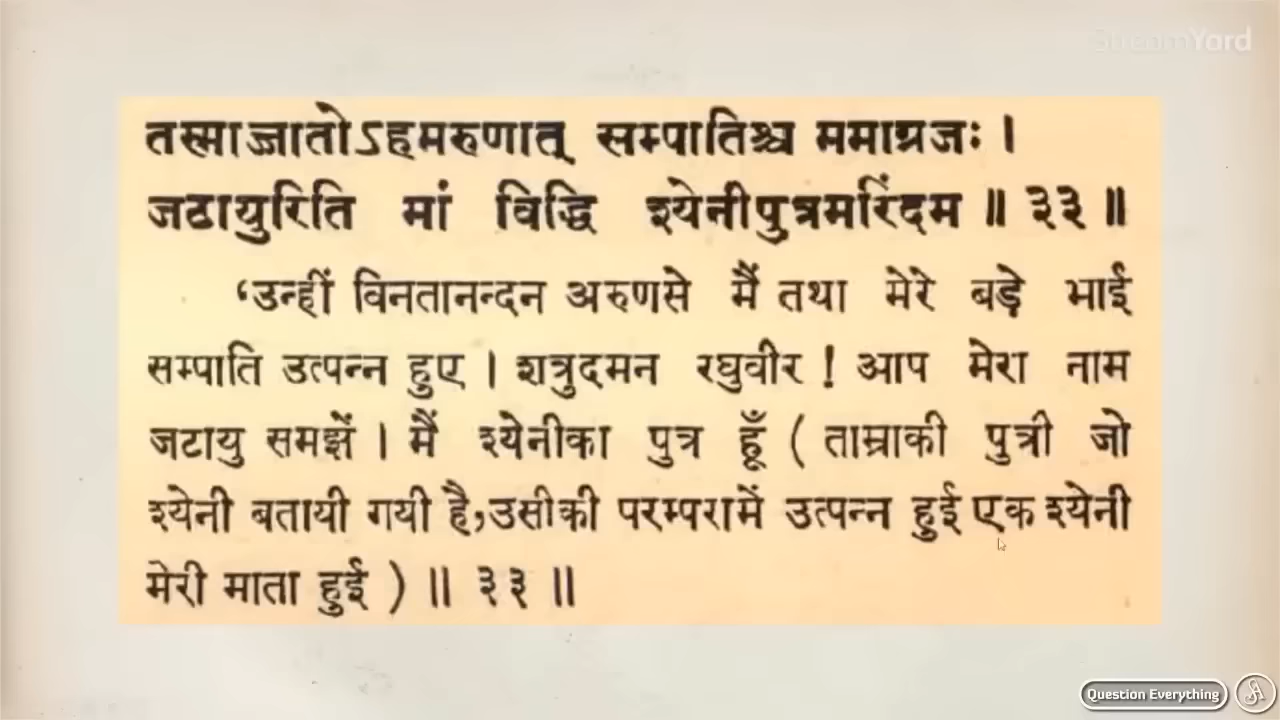 StreamYard
तस्माज्जातोऽहमरुणात् सम्पातिश्च ममाग्रजः ।
जटायुरिति मां विद्धि श्येनीपुत्रमरिंदम ॥ ३३ ॥
‘उन्हीं विनतानन्दन अरुणसे मैं तथा मेरे बड़े भाई
सम्पाति उत्पन्न हुए । शत्रुदमन रघुवीर ! आप मेरा नाम
जटायु समझें । मैं श्येनीका पुत्र हूँ ( ताम्राकी पुत्री जो
श्येनी बतायी गयी है,उसीकी परम्परामें उत्पन्न हुई एक श्येनी
मेरी माता हुई ) ॥ ३३ ॥
Question Everything